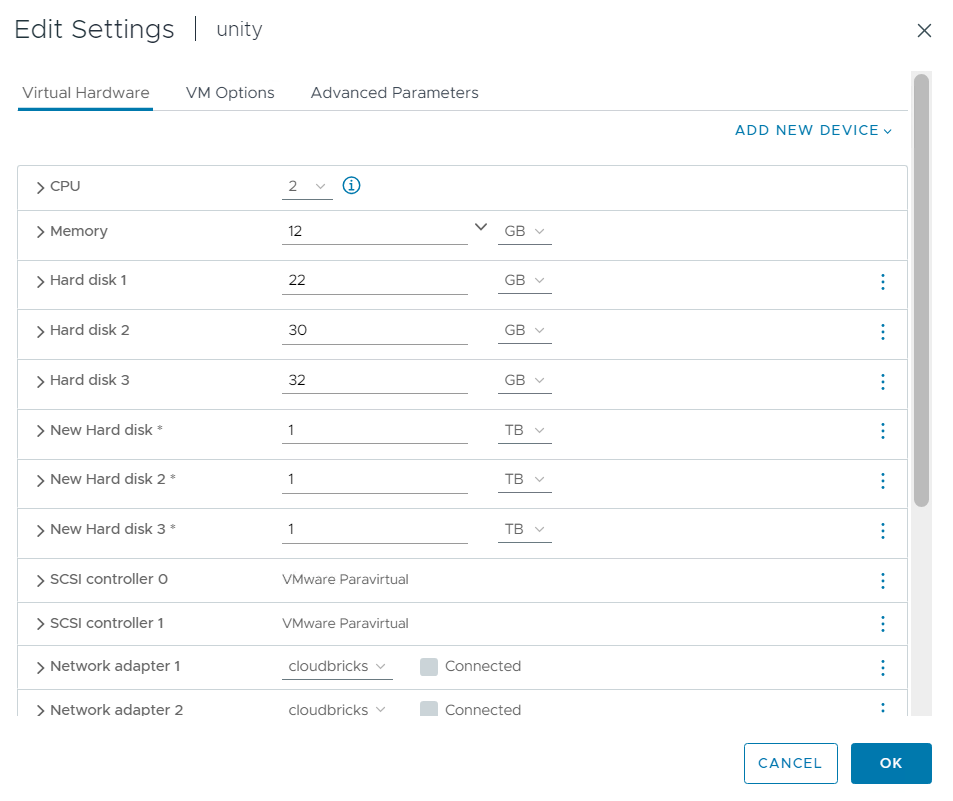 Edit Settings | unity
Virtual Hardware VM Options Advanced Parameters
ADD NEW DEVICE
CPU 2
Memory 12 GB
Hard disk 1 22 GB
Hard disk 2 30 GB
Hard disk 3 32 GB
New Hard disk * 1 TB
New Hard disk 2 * 1 TB
New Hard disk 3 * 1 TB
SCSI controller 0 VMware Paravirtual
SCSI controller 1 VMware Paravirtual
Network adapter 1 cloudbricks Connected
Network adapter 2 cloudbricks Connected
CANCEL OK